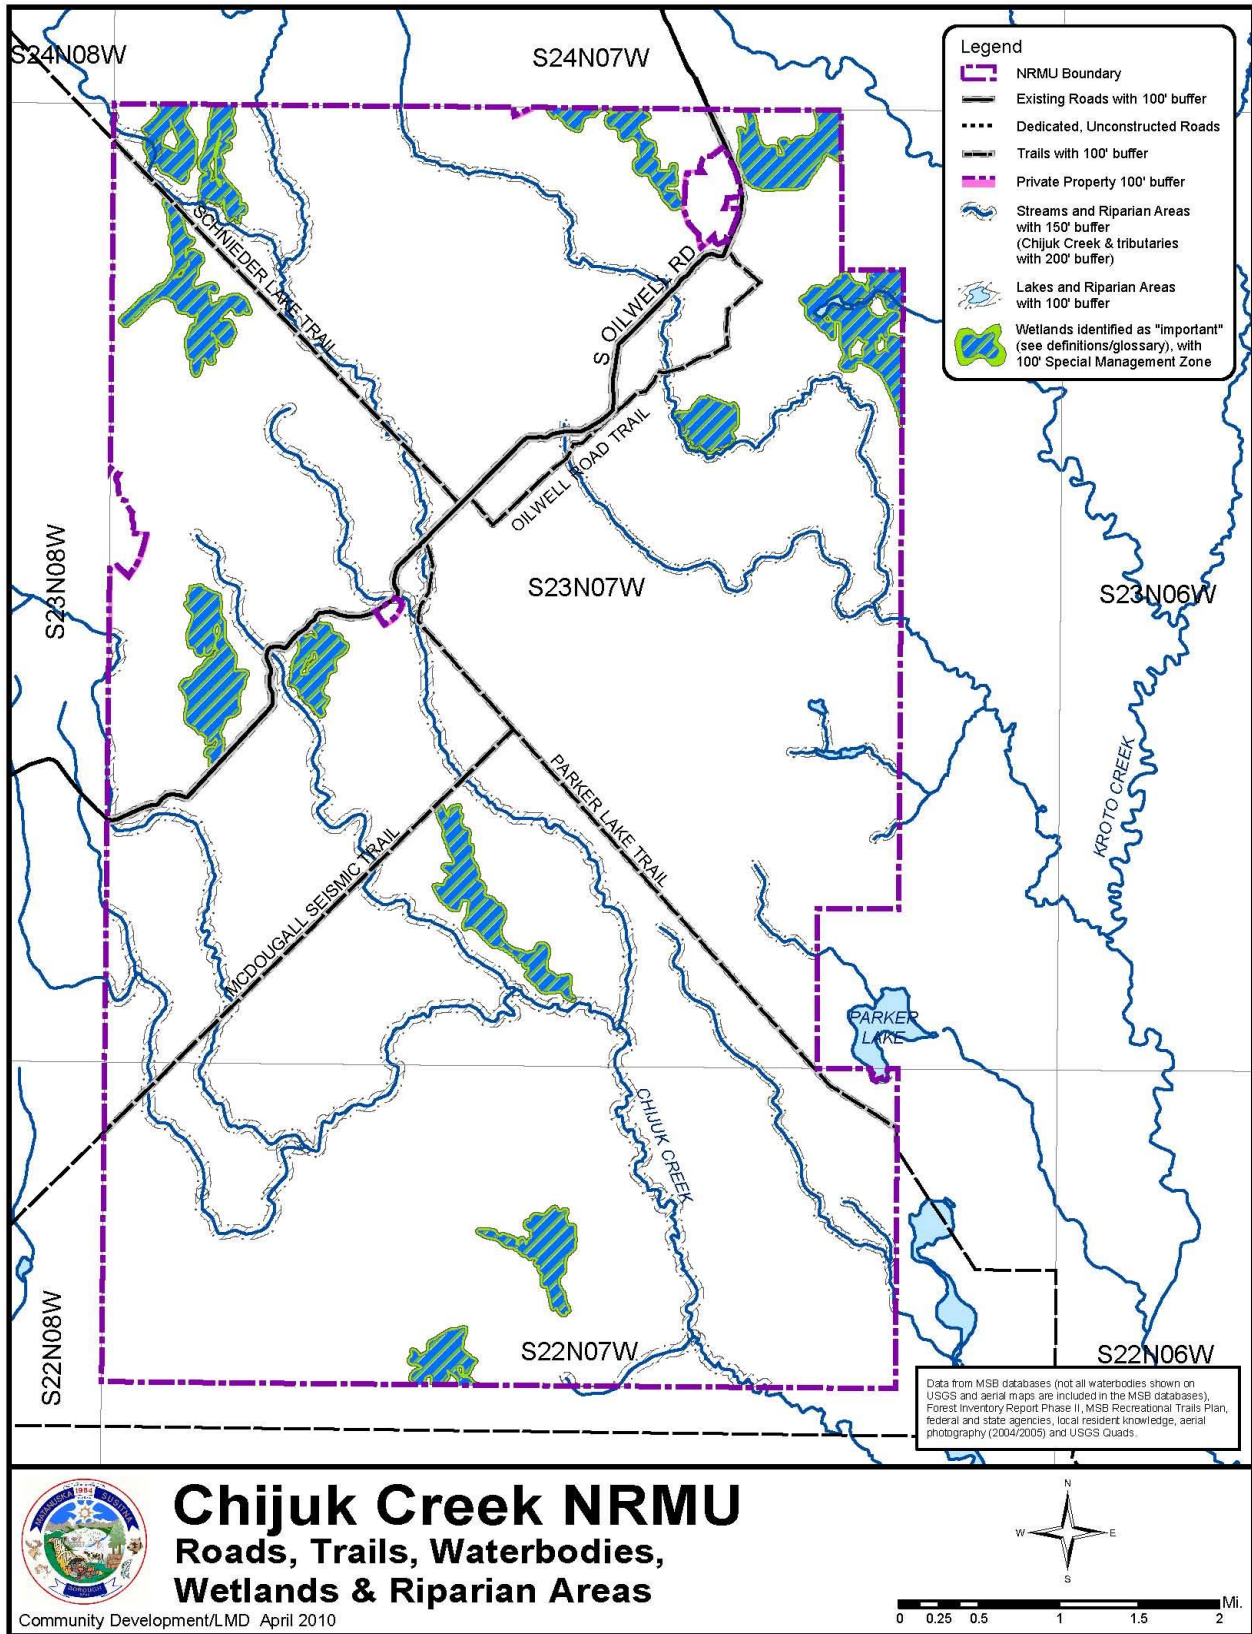 S24N08W
S24N07W
Legend
NRMU Boundary
Existing Roads with 100' buffer
Dedicated, Unconstructed Roads
Trails with 100' buffer
Private Property 100' buffer
Streams and Riparian Areas
with 150' buffer
(Chijuk Creek & tributaries
with 200' buffer)
Lakes and Riparian Areas
with 100' buffer
Wetlands identified as "important"
(see definitions/glossary), with
100' Special Management Zone
SCHNIEDER LAKE TRAIL
S OILWELL RD
OILWELL ROAD TRAIL
S23N08W
S23N07W
S23N06W
KROTO CREEK
PARKER LAKE TRAIL
MCDOUGALL SEISMIC TRAIL
PARKER
LAKE
CHIJUK CREEK
S22N08W
S22N07W
S22N06W
Data from MSB databases (not all waterbodies shown on
USGS and aerial maps are included in the MSB databases),
Forest Inventory Report Phase II, MSB Recreational Trails Plan,
federal and state agencies, local resident knowledge, aerial
photography (2004/2005) and USGS Quads.
MATANUSKA 1964 SUSITNA
BOROUGH
Chijuk Creek NRMU
Roads, Trails, Waterbodies,
Wetlands & Riparian Areas
Community Development/LMD April 2010
N
W E
S
Mi.
0 0.25 0.5 1 1.5 2